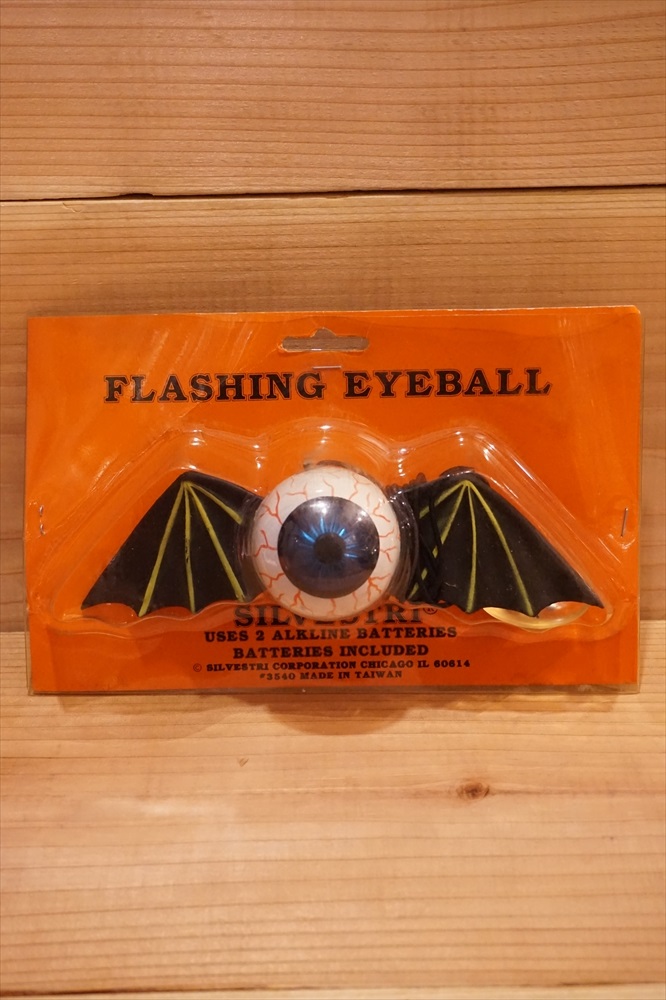 FLASHING EYEBALL
SILVESTRI®
USES 2 ALKLINE BATTERIES
BATTERIES INCLUDED
© SILVESTRI CORPORATION CHICAGO IL 60614
#3540 MADE IN TAIWAN